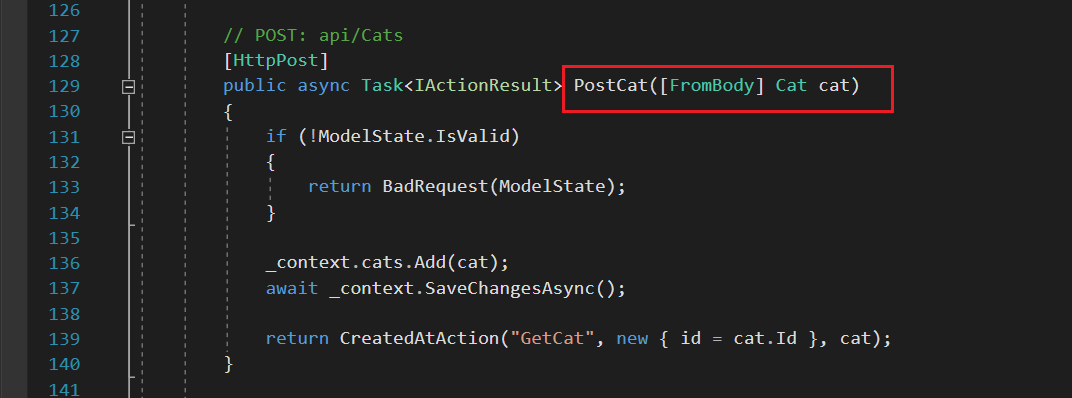 126
127 // POST: api/Cats
128 [HttpPost]
129 public async Task<IActionResult> PostCat([FromBody] Cat cat)
130 {
131 if (!ModelState.IsValid)
132 {
133 return BadRequest(ModelState);
134 }
135
136 _context.cats.Add(cat);
137 await _context.SaveChangesAsync();
138
139 return CreatedAtAction("GetCat", new { id = cat.Id }, cat);
140 }
141